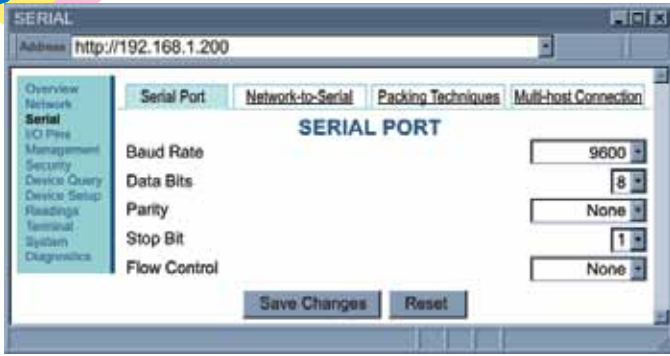 SERIAL
Address http://192.168.1.200
Overview
Network
Serial
I/O Pins
Management
Security
Device Query
Device Setup
Readings
Terminal
System
Diagnostics
Serial Port Network-to-Serial Packing Techniques Multi-host Connection
SERIAL PORT
Baud Rate 9600
Data Bits 8
Parity None
Stop Bit 1
Flow Control None
Save Changes Reset